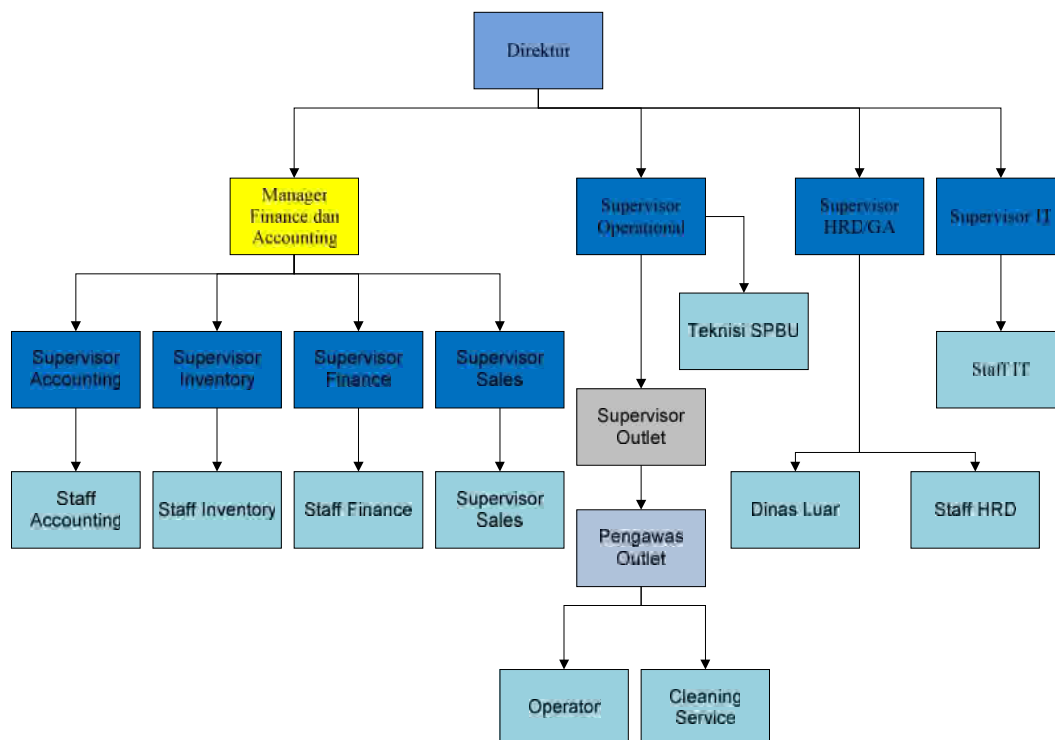 Direktur
Manager
Finance dan
Accounting
Supervisor
Operational
Supervisor
HRD/GA
Supervisor IT
Teknisi SPBU
Supervisor
Accounting
Supervisor
Inventory
Supervisor
Finance
Supervisor
Sales
Staff IT
Supervisor
Outlet
Staff
Accounting
Staff Inventory
Staff Finance
Supervisor
Sales
Dinas Luar
Staff HRD
Pengawas
Outlet
Operator
Cleaning
Service